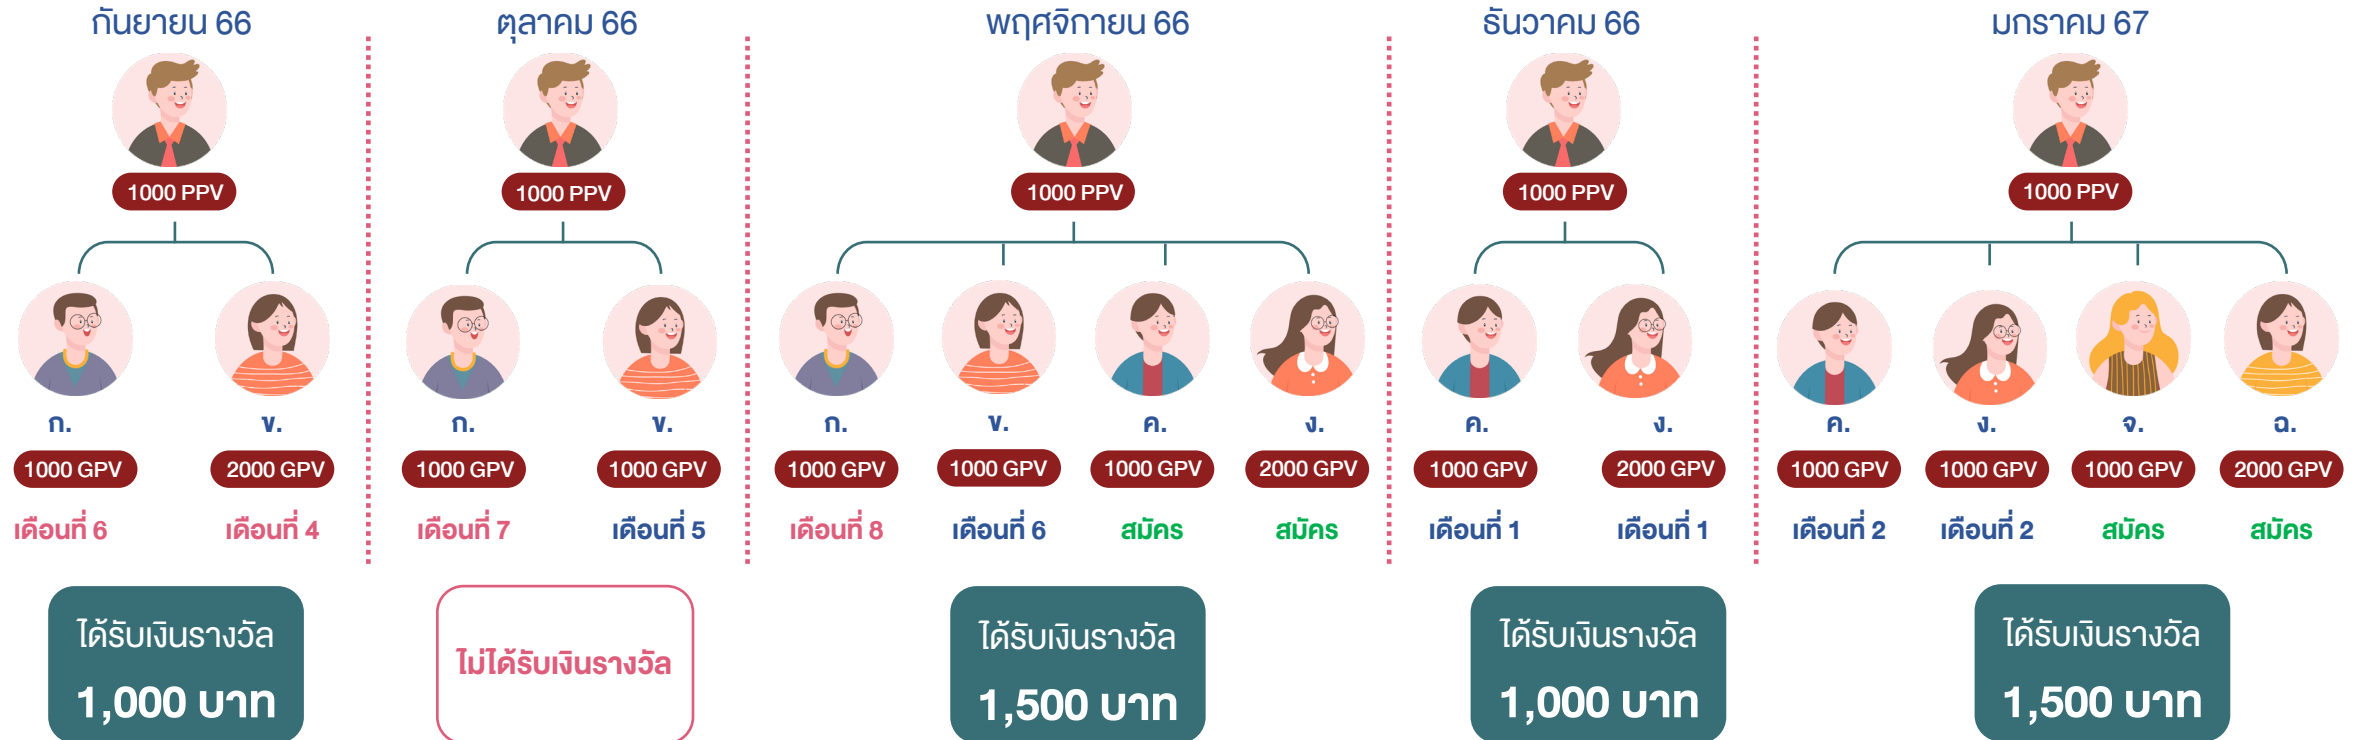 กันยายน 66
1000 PPV
ก. ข.
1000 GPV 2000 GPV
เดือนที่ 6 เดือนที่ 4
ได้รับเงินรางวัล
1,000 บาท
ตุลาคม 66
1000 PPV
ก. ข.
1000 GPV 1000 GPV
เดือนที่ 7 เดือนที่ 5
ไม่ได้รับเงินรางวัล
พฤศจิกายน 66
1000 PPV
ก. ข. ค. ง.
1000 GPV 1000 GPV 1000 GPV 2000 GPV
เดือนที่ 8 เดือนที่ 6 สมัคร สมัคร
ได้รับเงินรางวัล
1,500 บาท
ธันวาคม 66
1000 PPV
ค. ง.
1000 GPV 2000 GPV
เดือนที่ 1 เดือนที่ 1
ได้รับเงินรางวัล
1,000 บาท
มกราคม 67
1000 PPV
ค. ง. จ. ฉ.
1000 GPV 1000 GPV 1000 GPV 2000 GPV
เดือนที่ 2 เดือนที่ 2 สมัคร สมัคร
ได้รับเงินรางวัล
1,500 บาท